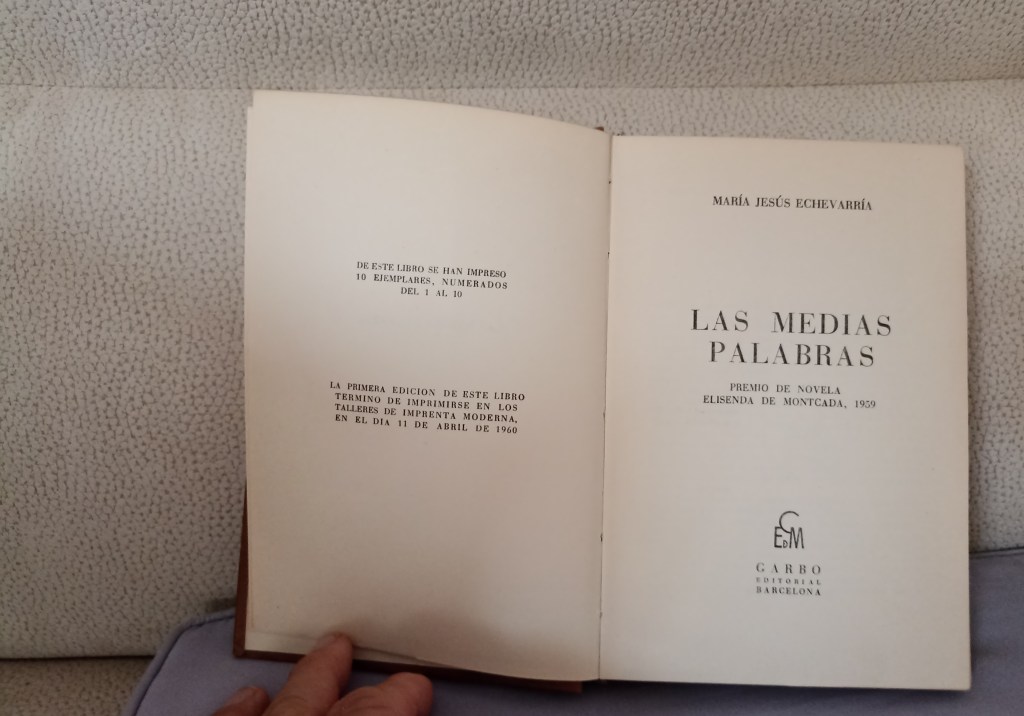 DE ESTE LIBRO SE HAN IMPRESO
10 EJEMPLARES, NUMERADOS
DEL 1 AL 10
LA PRIMERA EDICION DE ESTE LIBRO
TERMINO DE IMPRIMIRSE EN LOS
TALLERES DE IMPRENTA MODERNA,
EN EL DIA 11 DE ABRIL DE 1960
MARÍA JESÚS ECHEVARRÍA
LAS MEDIAS
PALABRAS
PREMIO DE NOVELA
ELISENDA DE MONTCADA, 1959
C
EDM
GARBO
EDITORIAL
BARCELONA